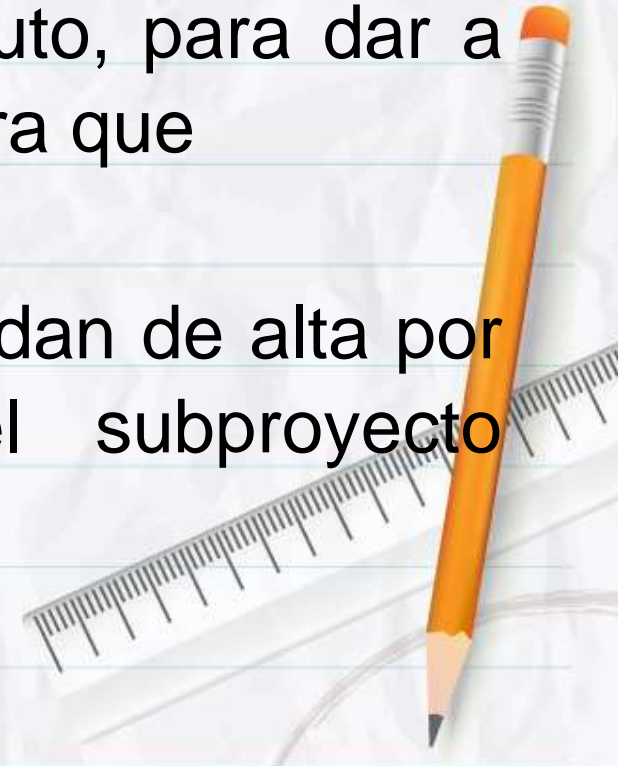 uto, para dar a
ra que
dan de alta por
el subproyecto